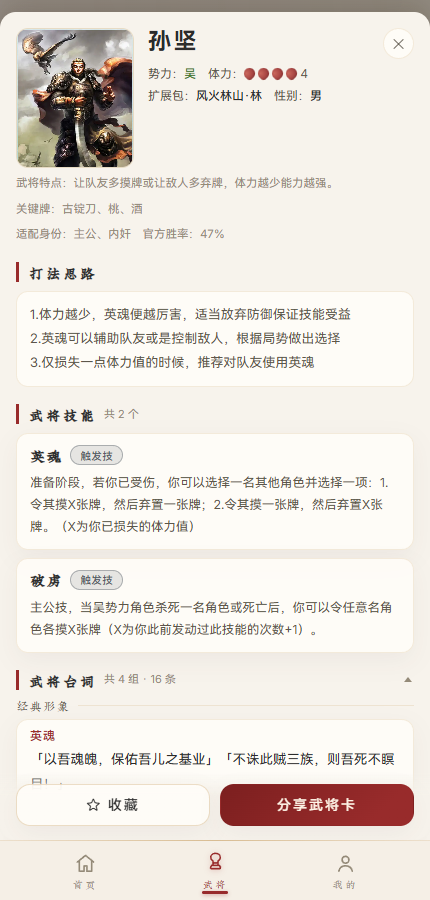 孙坚
势力：吴 体力：4
扩展包：风火林山·林 性别：男
武将特点：让队友多摸牌或让敌人多弃牌，体力越少能力越强。
关键牌：古锭刀、桃、酒
适配身份：主公、内奸 官方胜率：47%
打法思路
1.体力越少，英魂便越厉害，适当放弃防御保证技能受益
2.英魂可以辅助队友或是控制敌人，根据局势做出选择
3.仅损失一点体力值的时候，推荐对队友使用英魂
武将技能 共 2 个
英魂 触发技
准备阶段，若你已受伤，你可以选择一名其他角色并选择一项：1.
令其摸X张牌，然后弃置一张牌；2.令其摸一张牌，然后弃置X张
牌。（X为你已损失的体力值）
破虏 触发技
主公技，当吴势力角色杀死一名角色或死亡后，你可以令任意名角
色各摸X张牌（X为你此前发动过此技能的次数+1）。
武将台词 共 4 组 · 16 条
经典形象
英魂
「以吾魂魄，保佑吾儿之基业」「不诛此贼三族，则吾死不瞑
收藏
分享武将卡
首页
武将
我的